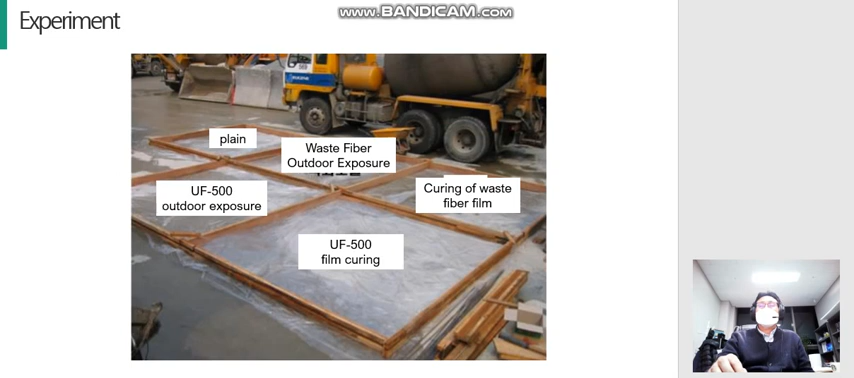 Experiment
www.BANDICAM.com
plain
Waste Fiber
Outdoor Exposure
UF-500
outdoor exposure
Curing of waste
fiber film
UF-500
film curing